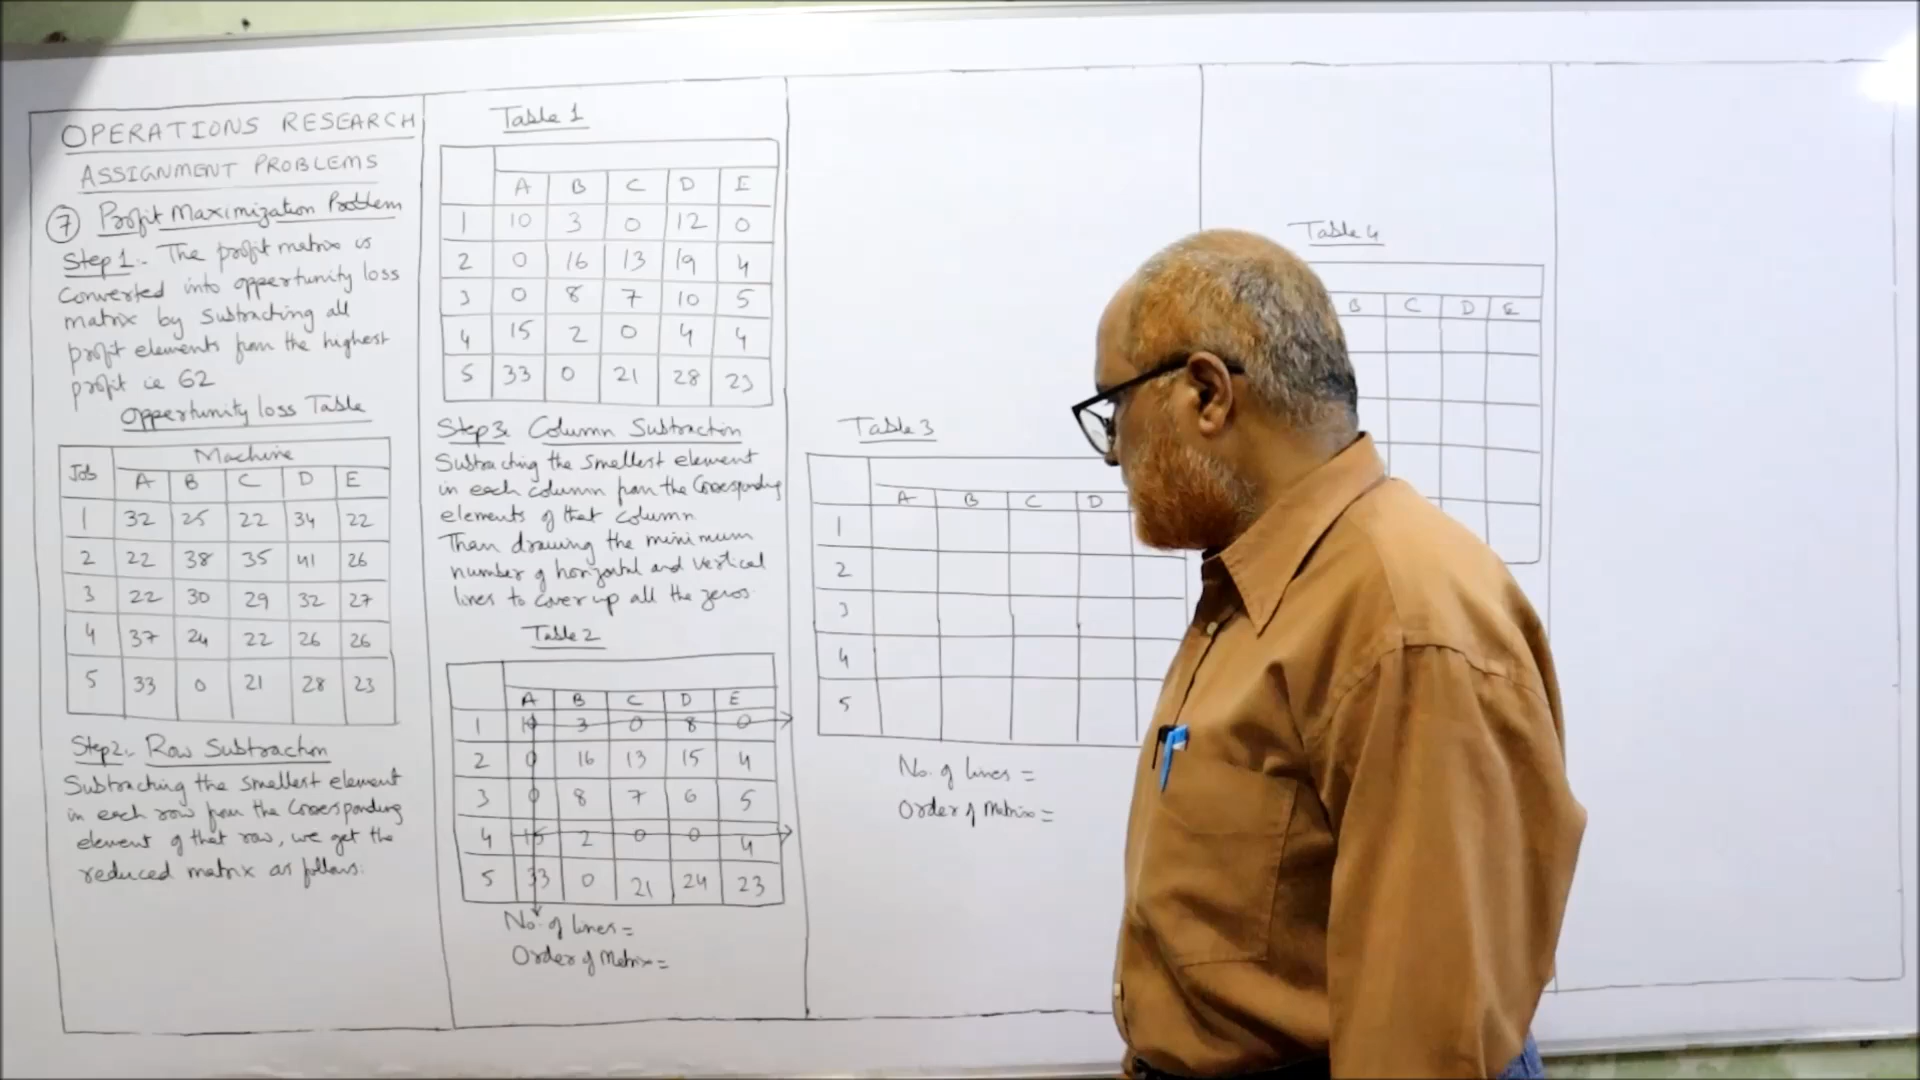 OPERATIONS RESEARCH
ASSIGNMENT PROBLEMS
7 Profit Maximization Problem
Step 1:- The profit matrix is
Converted into opportunity loss
matrix by Subtracting all
profit elements from the highest
profit ie 62
Opportunity loss Table
Job Machine
A B C D E
1 32 25 22 34 22
2 22 38 35 41 26
3 22 30 29 32 27
4 37 24 22 26 26
5 33 0 21 28 23
Step2:- Row Subtraction
Subtracting the smallest element
in each row from the Corresponding
element of that row, we get the
reduced matrix as follows:
Table 1
A B C D E
1 10 3 0 12 0
2 0 16 13 19 4
3 0 8 7 10 5
4 15 2 0 4 4
5 33 0 21 28 23
Step3: Column Subtraction
Subtracting the smallest element
in each column from the Corresponding
elements of that column
Than drawing the minimum
number of horizontal and vertical
lines to cover up all the zeros.
Table 2
A B C D E
1 10 3 0 8 0
2 0 16 13 15 4
3 0 8 7 6 5
4 15 2 0 0 4
5 33 0 21 24 23
No. of lines =
Order of Matrix =
Table 3
A B C D
1
2
3
4
5
No. of lines =
Order of Matrix =
Table 4
B C D E